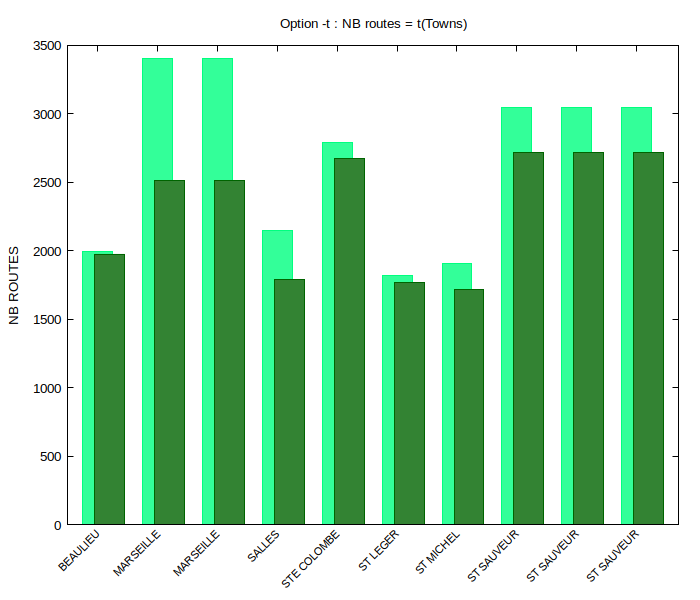 Option -t : NB routes = t(Towns)
3500
3000
2500
2000
1500
1000
500
0
NB ROUTES
BEAULIEU
MARSEILLE
MARSEILLE
SALLES
STE COLOMBE
ST LEGER
ST MICHEL
ST SAUVEUR
ST SAUVEUR
ST SAUVEUR